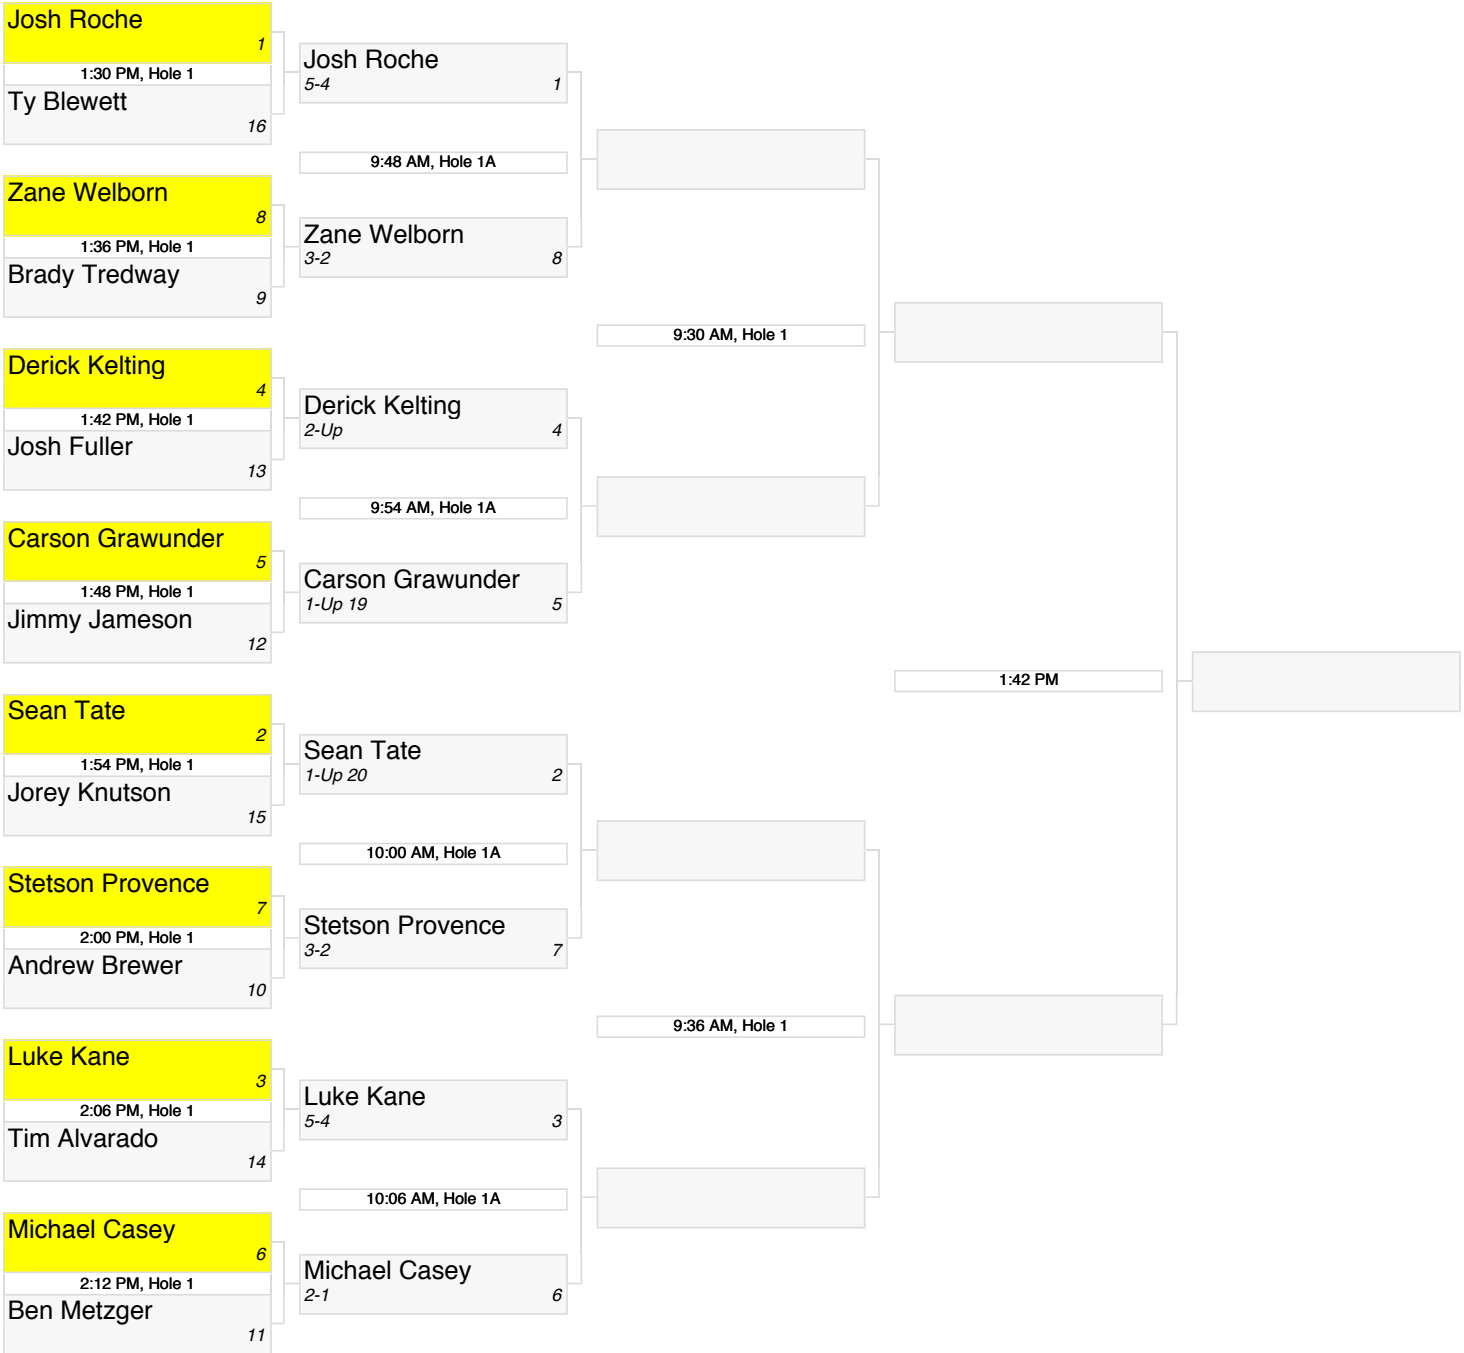 Josh Roche
1
1:30 PM, Hole 1
Ty Blewett
16
Zane Welborn
8
1:36 PM, Hole 1
Brady Tredway
9
Derick Kelting
4
1:42 PM, Hole 1
Josh Fuller
13
Carson Grawunder
5
1:48 PM, Hole 1
Jimmy Jameson
12
Sean Tate
2
1:54 PM, Hole 1
Jorey Knutson
15
Stetson Provence
7
2:00 PM, Hole 1
Andrew Brewer
10
Luke Kane
3
2:06 PM, Hole 1
Tim Alvarado
14
Michael Casey
6
2:12 PM, Hole 1
Ben Metzger
11
Josh Roche
5-4 1
9:48 AM, Hole 1A
Zane Welborn
3-2 8
Derick Kelting
2-Up 4
9:54 AM, Hole 1A
Carson Grawunder
1-Up 19 5
Sean Tate
1-Up 20 2
10:00 AM, Hole 1A
Stetson Provence
3-2 7
Luke Kane
5-4 3
10:06 AM, Hole 1A
Michael Casey
2-1 6
9:30 AM, Hole 1
9:36 AM, Hole 1
1:42 PM